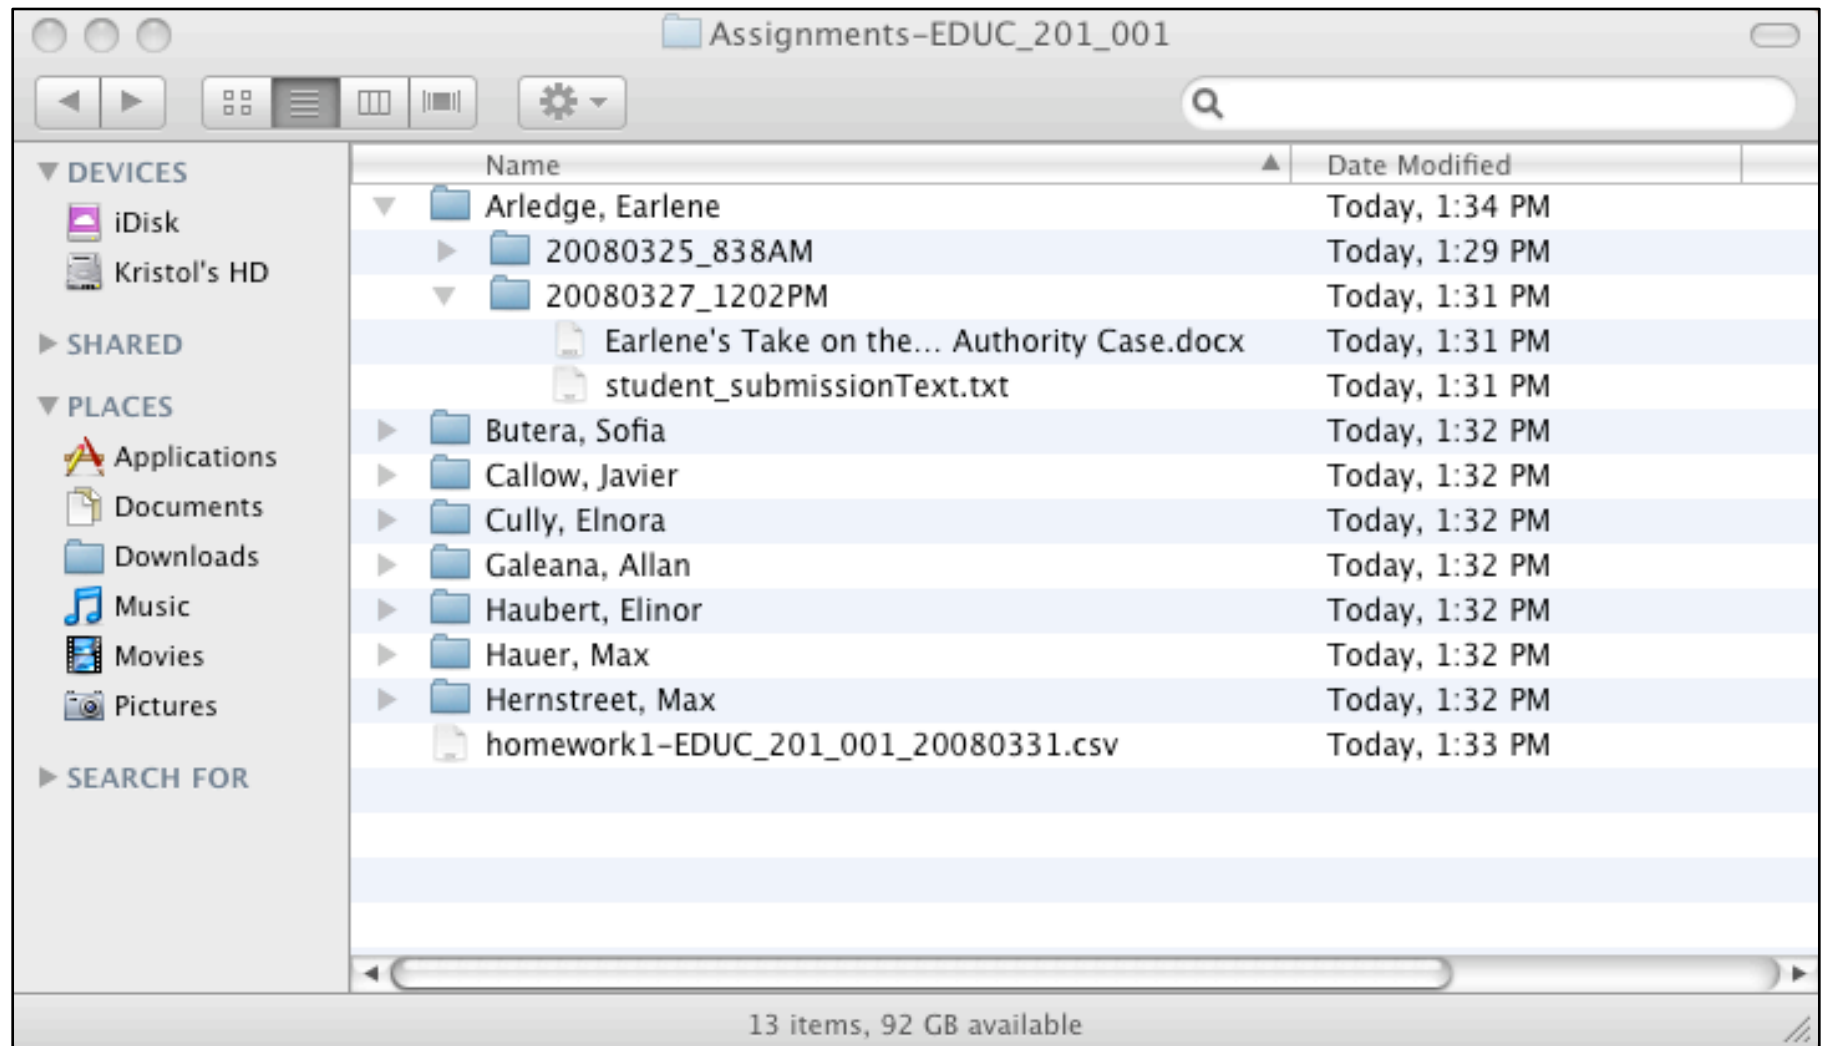 Assignments-EDUC_201_001
DEVICES
iDisk
Kristol's HD
SHARED
PLACES
Applications
Documents
Downloads
Music
Movies
Pictures
SEARCH FOR
Name Date Modified
Arledge, Earlene Today, 1:34 PM
20080325_838AM Today, 1:29 PM
20080327_1202PM Today, 1:31 PM
Earlene's Take on the... Authority Case.docx Today, 1:31 PM
student_submissionText.txt Today, 1:31 PM
Butera, Sofia Today, 1:32 PM
Callow, Javier Today, 1:32 PM
Cully, Elnora Today, 1:32 PM
Galeana, Allan Today, 1:32 PM
Haubert, Elinor Today, 1:32 PM
Hauer, Max Today, 1:32 PM
Hernstreet, Max Today, 1:32 PM
homework1-EDUC_201_001_20080331.csv Today, 1:33 PM
13 items, 92 GB available